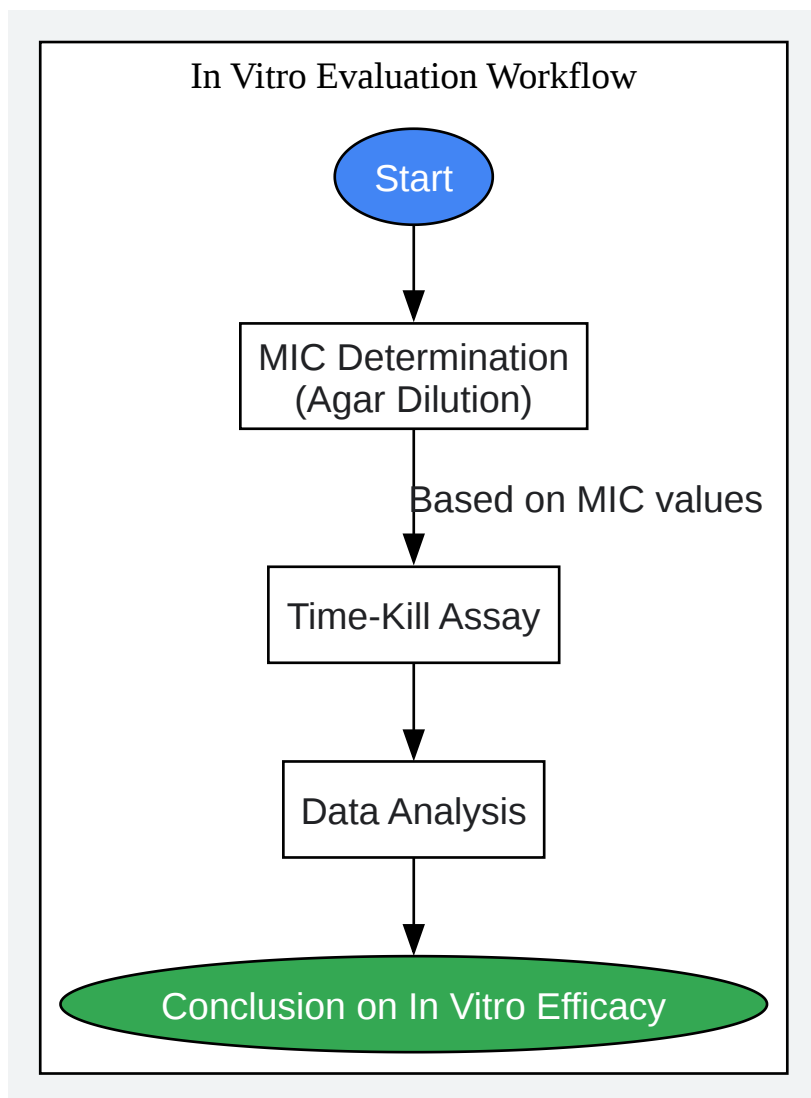 In Vitro Evaluation Workflow
Start
MIC Determination
(Agar Dilution)
Based on MIC values
Time-Kill Assay
Data Analysis
Conclusion on In Vitro Efficacy